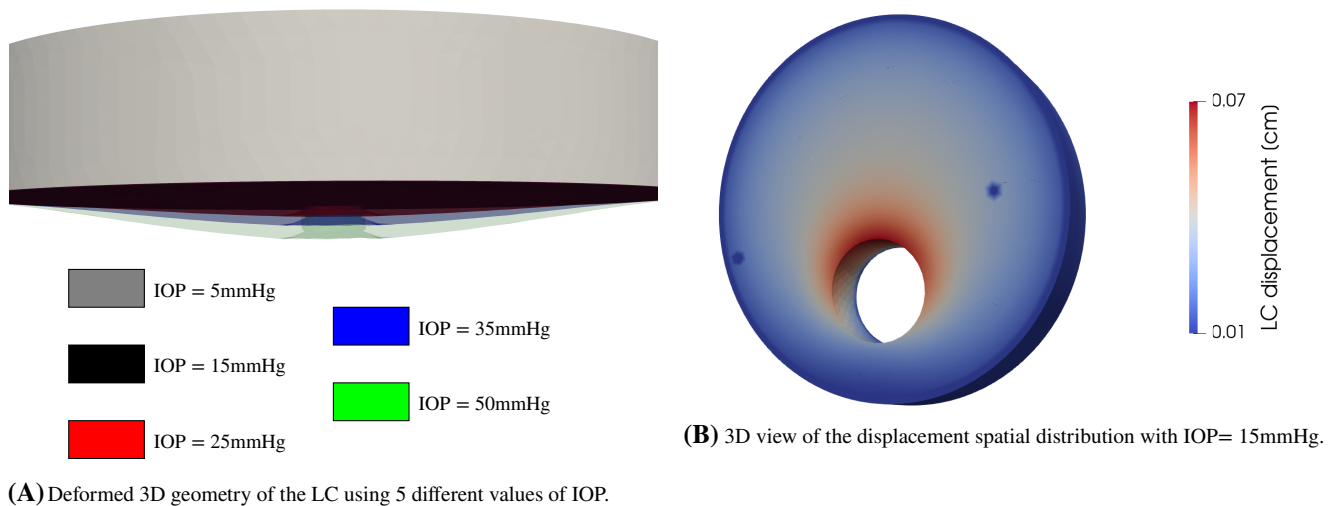 IOP = 5mmHg
IOP = 15mmHg
IOP = 25mmHg
IOP = 35mmHg
IOP = 50mmHg
(A) Deformed 3D geometry of the LC using 5 different values of IOP.
0.07
0.01
LC displacement (cm)
(B) 3D view of the displacement spatial distribution with IOP= 15mmHg.